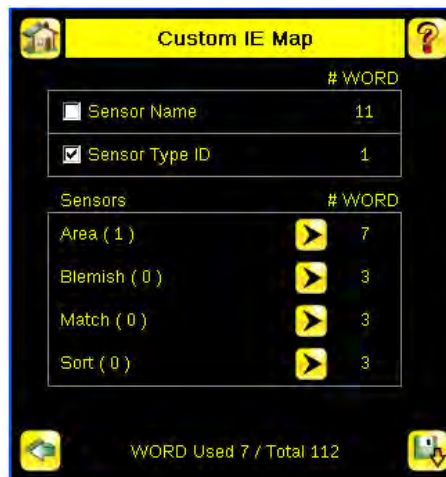 Custom IE Map
?
# WORD
Sensor Name 11
Sensor Type ID 1
Sensors # WORD
Area ( 1 ) 7
Blemish ( 0 ) 3
Match ( 0 ) 3
Sort ( 0 ) 3
WORD Used 7 / Total 112